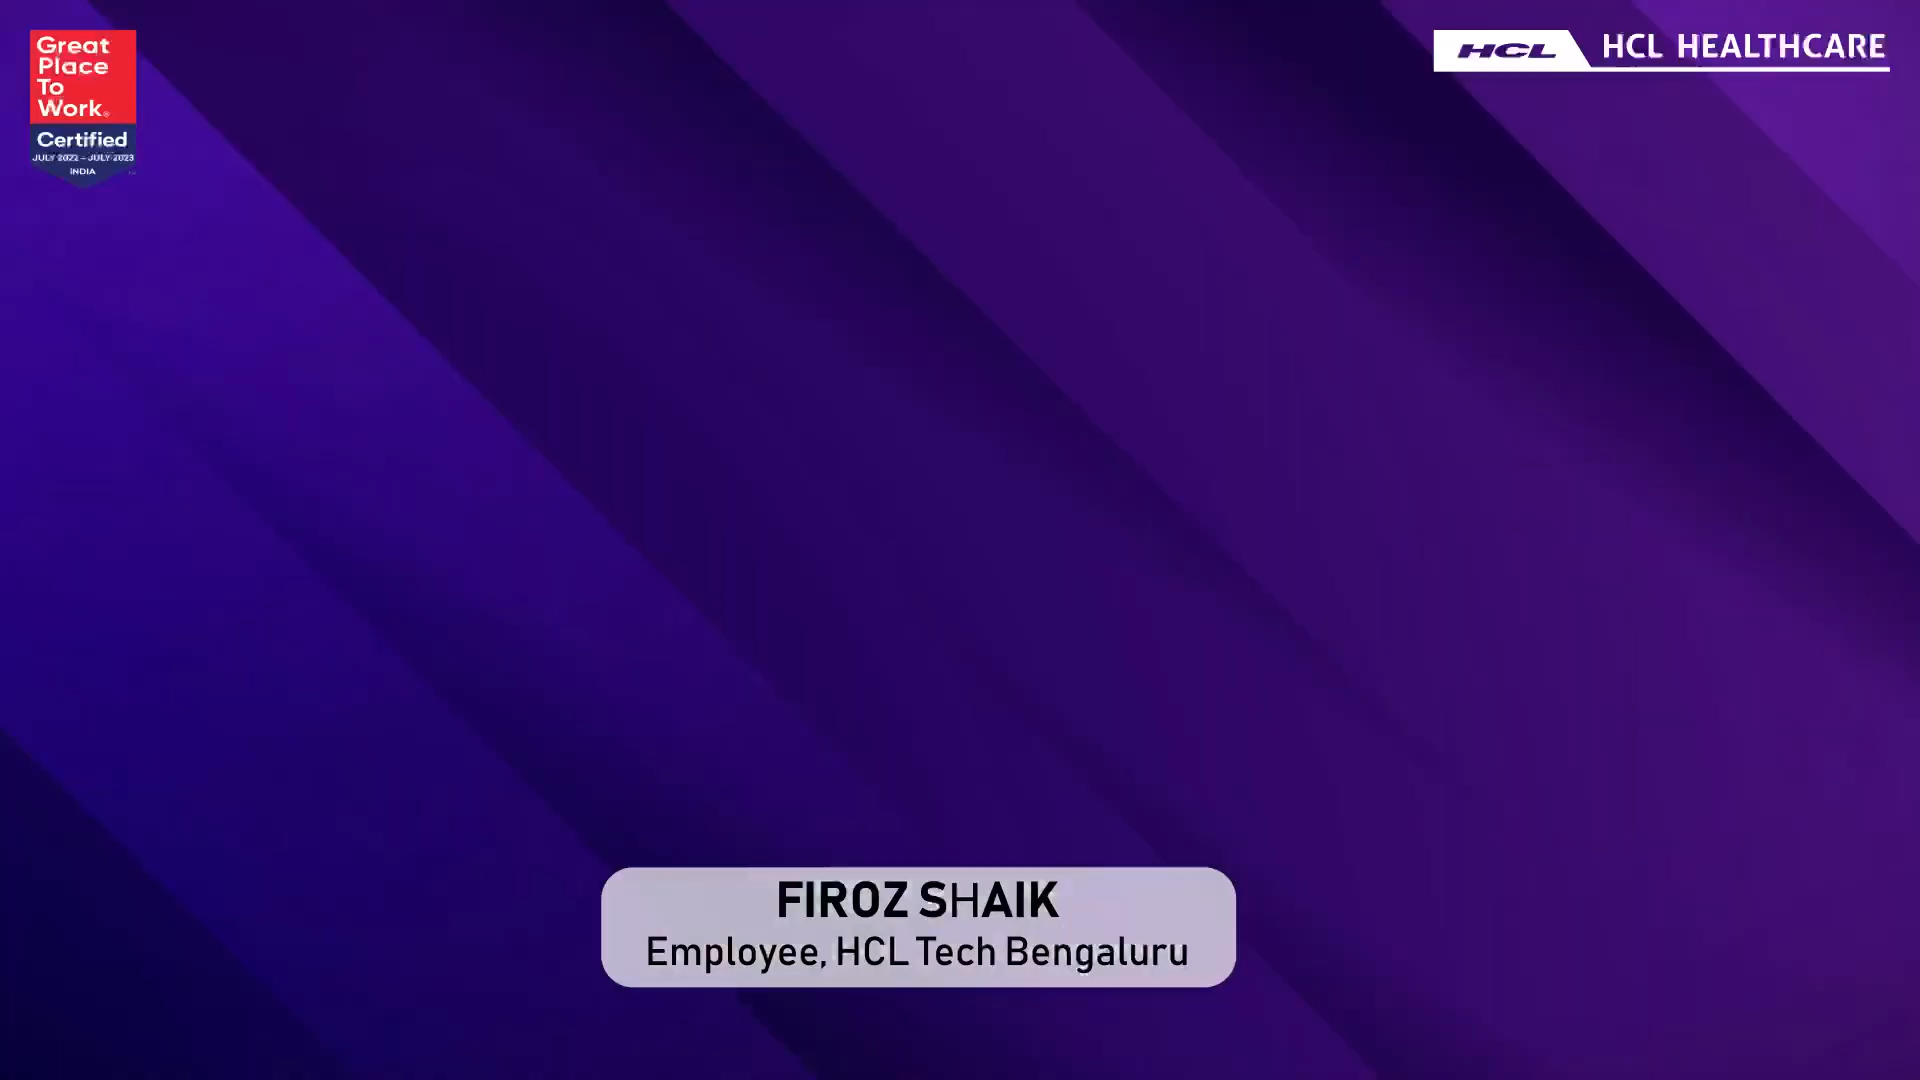 Great
Place
To
Work®
Certified
JULY 2022 – JULY 2023
INDIA
HCL HCL HEALTHCARE
FIROZ SHAIK
Employee, HCL Tech Bengaluru